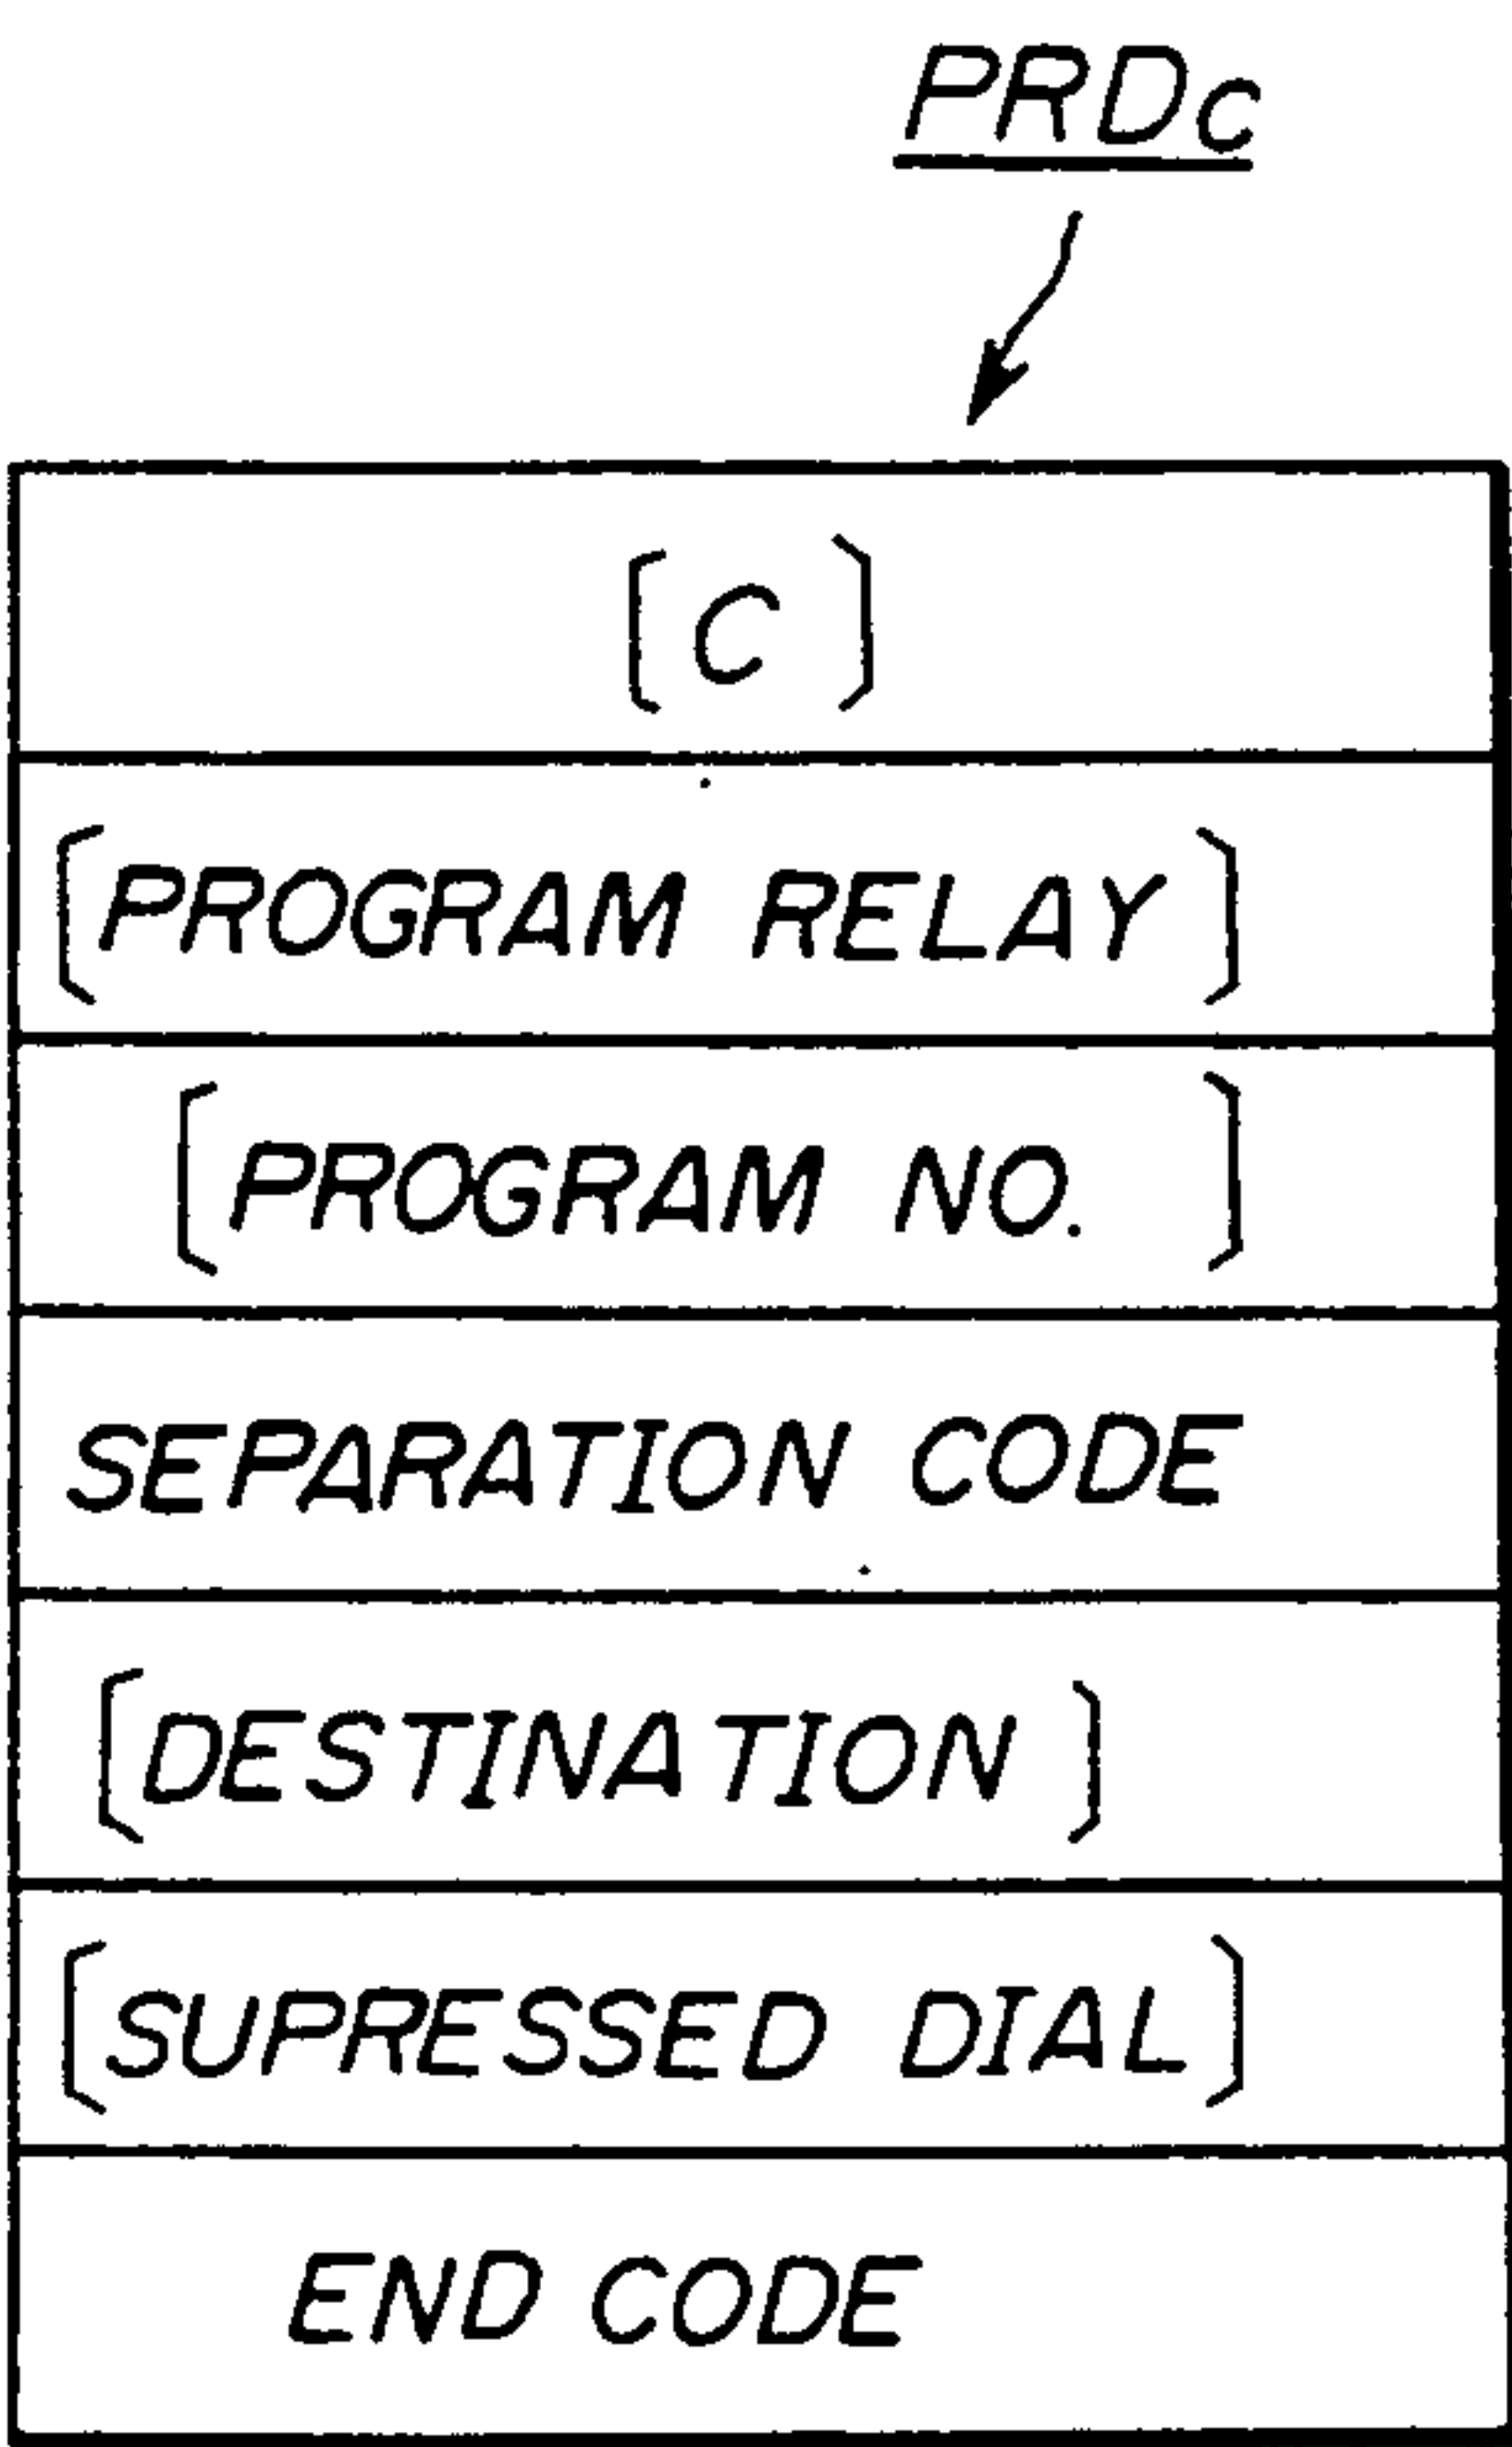 PRDc
[C]
[PROGRAM RELAY]
[PROGRAM NO. ]
SEPARATION CODE
[DESTINATION]
[SUPRESSED DIAL]
END CODE